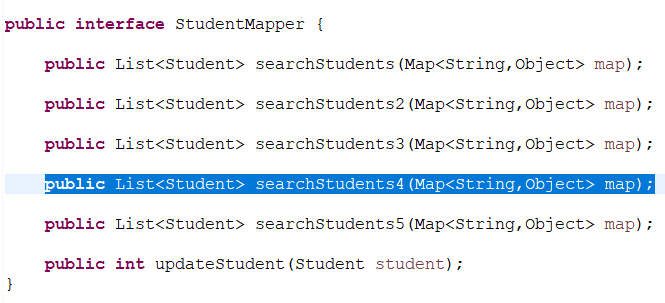 public interface StudentMapper {
public List<Student> searchStudents(Map<String,Object> map);
public List<Student> searchStudents2(Map<String,Object> map);
public List<Student> searchStudents3(Map<String,Object> map);
public List<Student> searchStudents4(Map<String,Object> map);
public List<Student> searchStudents5(Map<String,Object> map);
public int updateStudent(Student student);
}